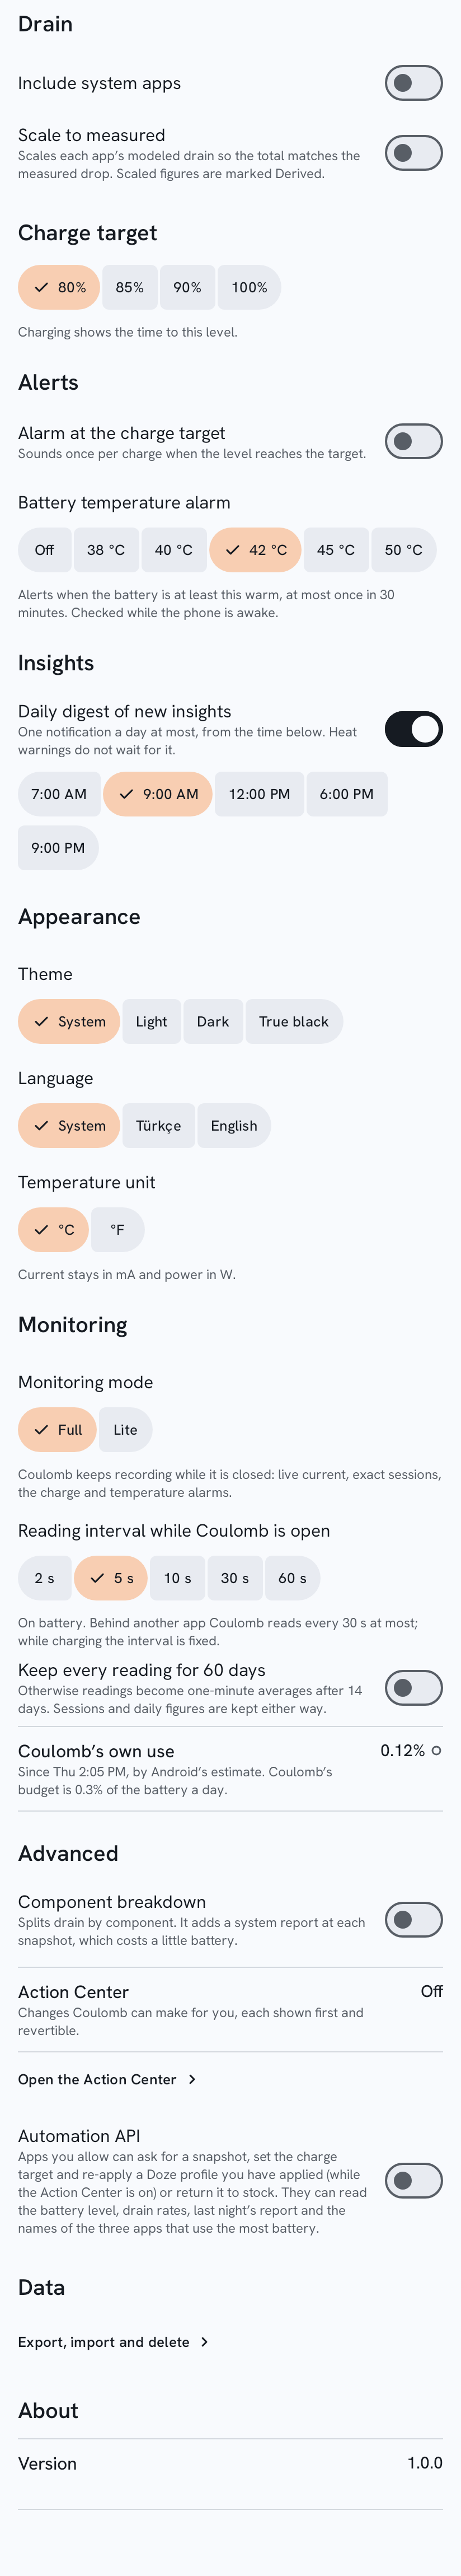 Drain
Include system apps
Scale to measured
Scales each app’s modeled drain so the total matches the
measured drop. Scaled figures are marked Derived.
Charge target
80% 85% 90% 100%
Charging shows the time to this level.
Alerts
Alarm at the charge target
Sounds once per charge when the level reaches the target.
Battery temperature alarm
Off 38 °C 40 °C 42 °C 45 °C 50 °C
Alerts when the battery is at least this warm, at most once in 30
minutes. Checked while the phone is awake.
Insights
Daily digest of new insights
One notification a day at most, from the time below. Heat
warnings do not wait for it.
7:00 AM 9:00 AM 12:00 PM 6:00 PM
9:00 PM
Appearance
Theme
System Light Dark True black
Language
System Türkçe English
Temperature unit
°C °F
Current stays in mA and power in W.
Monitoring
Monitoring mode
Full Lite
Coulomb keeps recording while it is closed: live current, exact sessions,
the charge and temperature alarms.
Reading interval while Coulomb is open
2 s 5 s 10 s 30 s 60 s
On battery. Behind another app Coulomb reads every 30 s at most;
while charging the interval is fixed.
Keep every reading for 60 days
Otherwise readings become one-minute averages after 14
days. Sessions and daily figures are kept either way.
Coulomb’s own use 0.12%
Since Thu 2:05 PM, by Android’s estimate. Coulomb’s
budget is 0.3% of the battery a day.
Advanced
Component breakdown
Splits drain by component. It adds a system report at each
snapshot, which costs a little battery.
Action Center Off
Changes Coulomb can make for you, each shown first and
revertible.
Open the Action Center
Automation API
Apps you allow can ask for a snapshot, set the charge
target and re-apply a Doze profile you have applied (while
the Action Center is on) or return it to stock. They can read
the battery level, drain rates, last night’s report and the
names of the three apps that use the most battery.
Data
Export, import and delete
About
Version 1.0.0